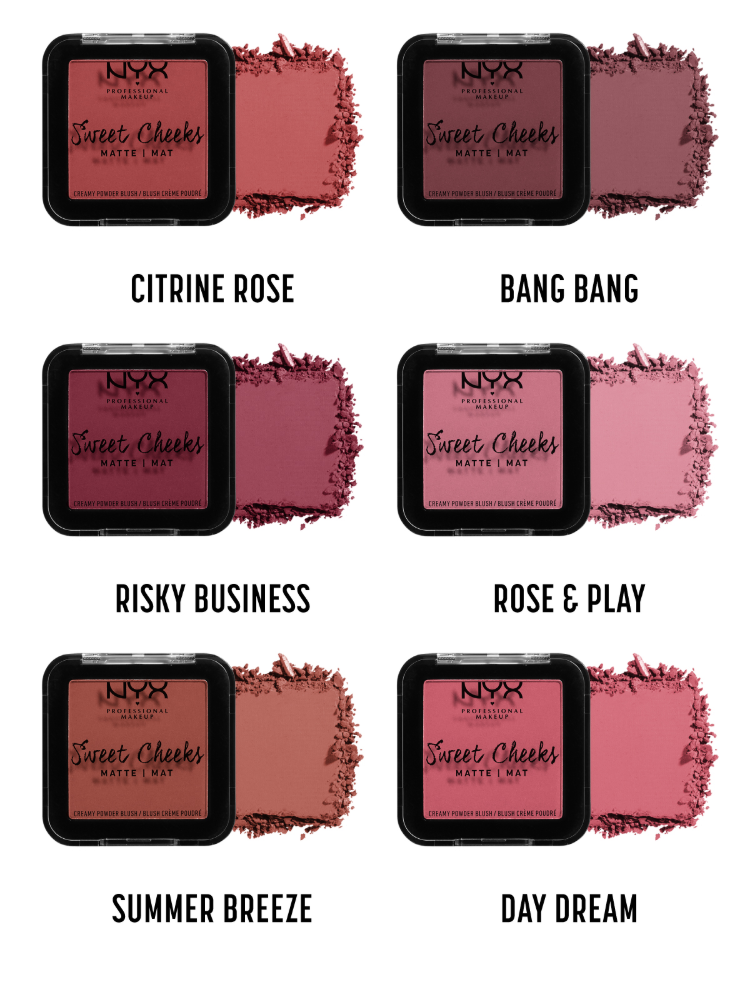 NYX
PROFESSIONAL
MAKEUP
Sweet Cheeks
MATTE | MAT
CREAMY POWDER BLUSH / BLUSH CRÈME POUDRÉ
NYX
PROFESSIONAL
MAKEUP
Sweet Cheeks
MATTE | MAT
CREAMY POWDER BLUSH / BLUSH CRÈME POUDRÉ
CITRINE ROSE
BANG BANG
NYX
PROFESSIONAL
MAKEUP
Sweet Cheeks
MATTE | MAT
CREAMY POWDER BLUSH / BLUSH CRÈME POUDRÉ
NYX
PROFESSIONAL
MAKEUP
Sweet Cheeks
MATTE | MAT
CREAMY POWDER BLUSH / BLUSH CRÈME POUDRÉ
RISKY BUSINESS
ROSE & PLAY
NYX
PROFESSIONAL
MAKEUP
Sweet Cheeks
MATTE | MAT
CREAMY POWDER BLUSH / BLUSH CRÈME POUDRÉ
NYX
PROFESSIONAL
MAKEUP
Sweet Cheeks
MATTE | MAT
CREAMY POWDER BLUSH / BLUSH CRÈME POUDRÉ
SUMMER BREEZE
DAY DREAM